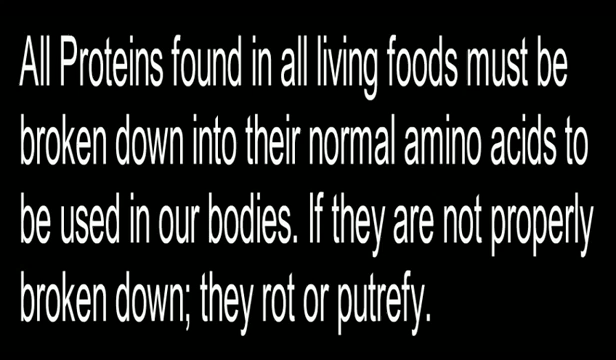 All Proteins found in all living foods must be
broken down into their normal amino acids to
be used in our bodies. If they are not properly
broken down; they rot or putrefy.